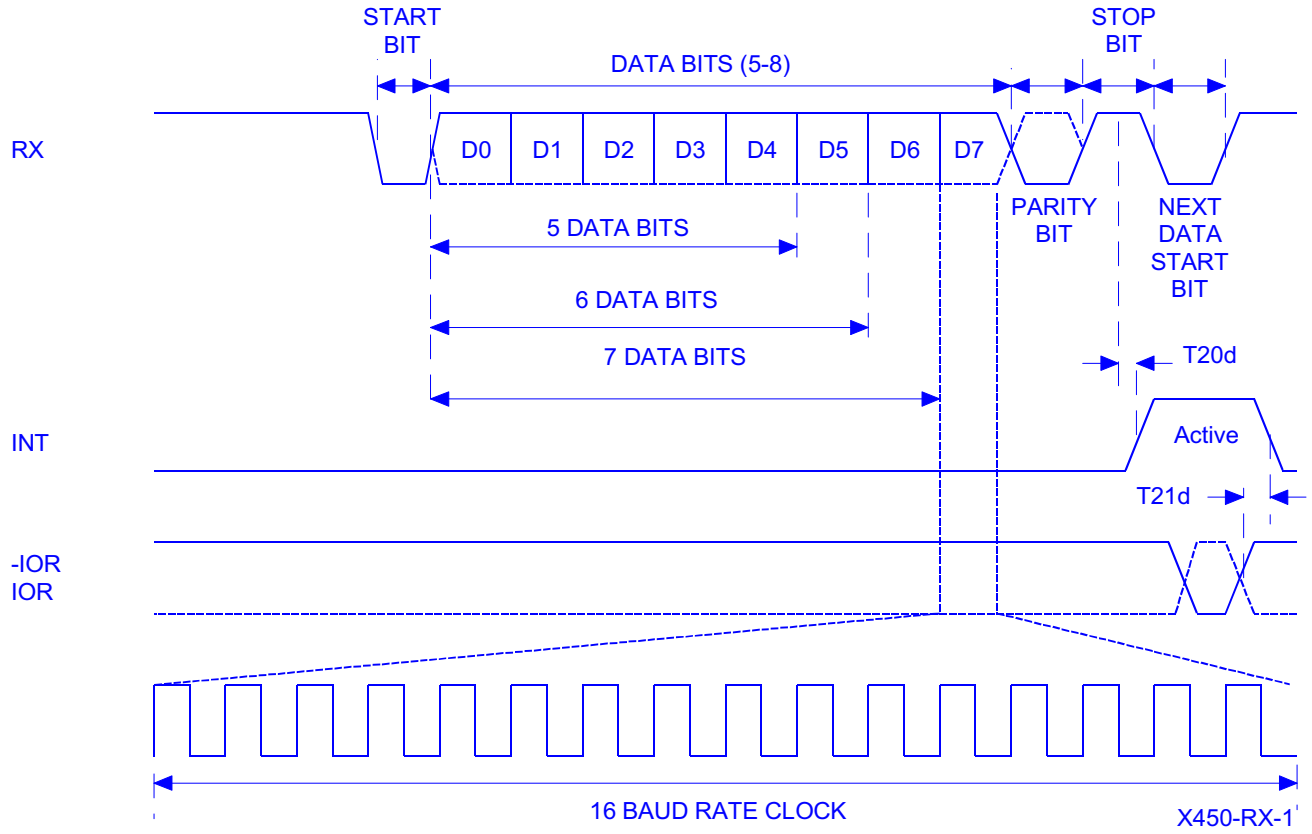 START
BIT
DATA BITS (5-8)
STOP
BIT
RX
D0 D1 D2 D3 D4 D5 D6 D7
PARITY
BIT
NEXT
DATA
START
BIT
5 DATA BITS
6 DATA BITS
7 DATA BITS
T20d
INT
Active
T21d
-IOR
IOR
16 BAUD RATE CLOCK
X450-RX-1